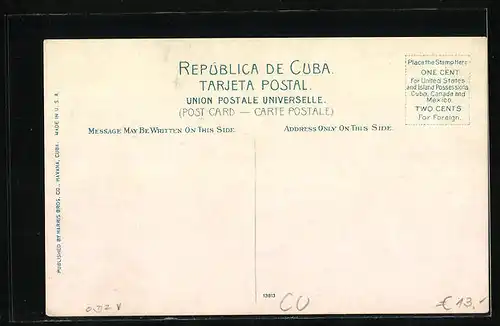 REPÚBLICA DE CUBA.
TARJETA POSTAL.
UNION POSTALE UNIVERSELLE.
(POST CARD — CARTE POSTALE)
Place the Stamp Here
ONE CENT
For United States
and Island Possessions
Cuba, Canada and
Mexico.
TWO CENTS
For Foreign.
MESSAGE MAY BE WRITTEN ON THIS SIDE
ADDRESS ONLY ON THIS SIDE.
PUBLISHED BY HARRIS BROS. CO., HAVANA, CUBA. MADE IN U.S.A.
13913
CU
€ 13.-